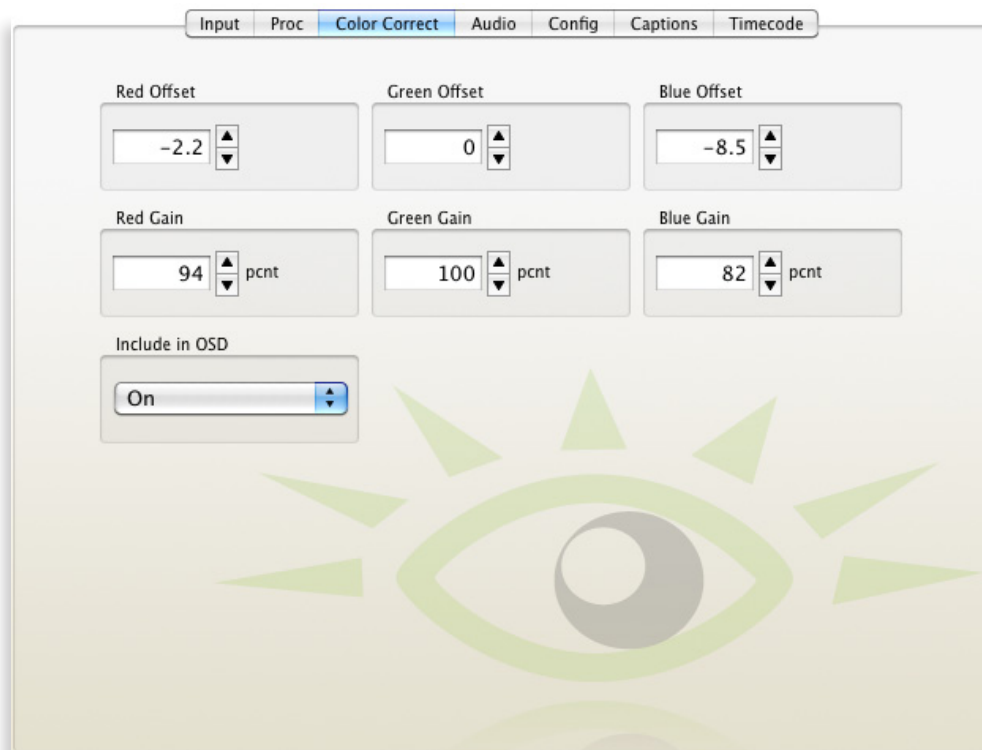 Input Proc Color Correct Audio Config Captions Timecode
Red Offset Green Offset Blue Offset
-2.2 0 -8.5
Red Gain Green Gain Blue Gain
94 pcnt 100 pcnt 82 pcnt
Include in OSD
On